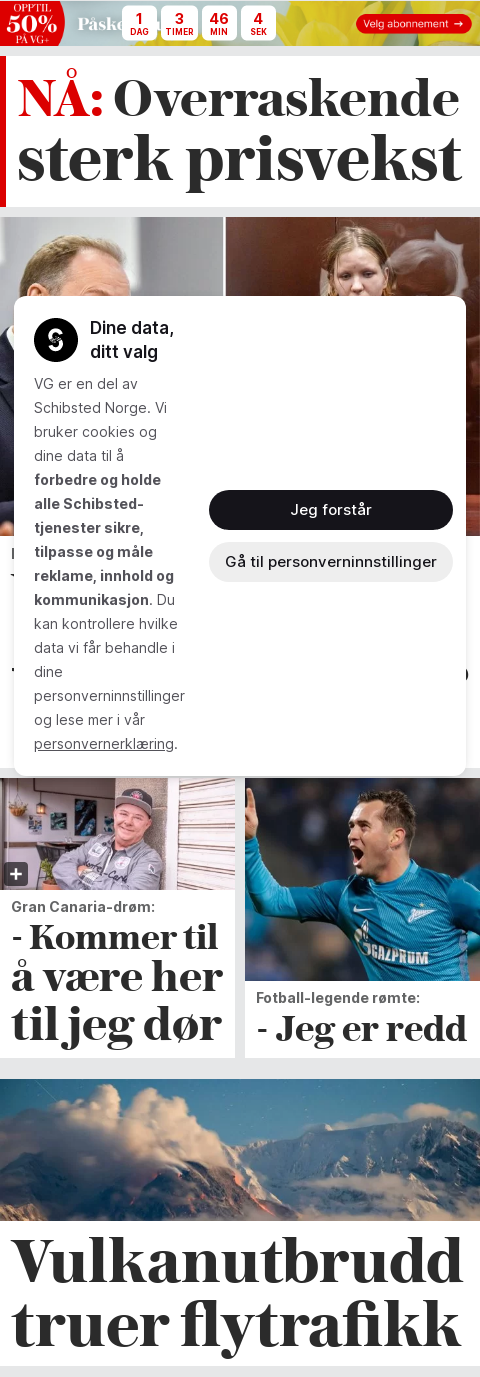 OPPTIL
50%
PÅ VG+
1
DAG
3
TIMER
46
MIN
4
SEK
Velg abonnement →
NÅ: Overraskende
sterk prisvekst
Dine data,
ditt valg
VG er en del av
Schibsted Norge. Vi
bruker cookies og
dine data til å
forbedre og holde
alle Schibsted-
tjenester sikre,
tilpasse og måle
reklame, innhold og
kommunikasjon. Du
kan kontrollere hvilke
data vi får behandle i
dine
personverninnstillinger
og lese mer i vår
personvernerklæring.
Jeg forstår
Gå til personverninnstillinger
Gran Canaria-drøm:
- Kommer til
å være her
til jeg dør
GAZPROM
Fotball-legende rømte:
- Jeg er redd
Vulkanutbrudd
truer flytrafikk